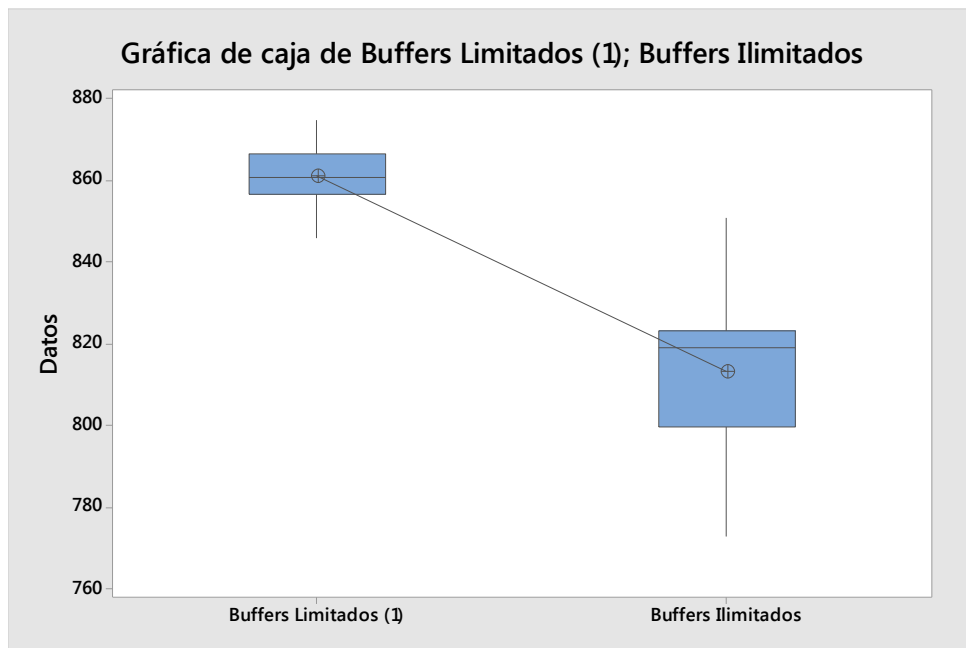 Gráfica de caja de Buffers Limitados (1); Buffers Ilimitados
880
860
840
820
800
780
760
Datos
Buffers Limitados (1)
Buffers Ilimitados